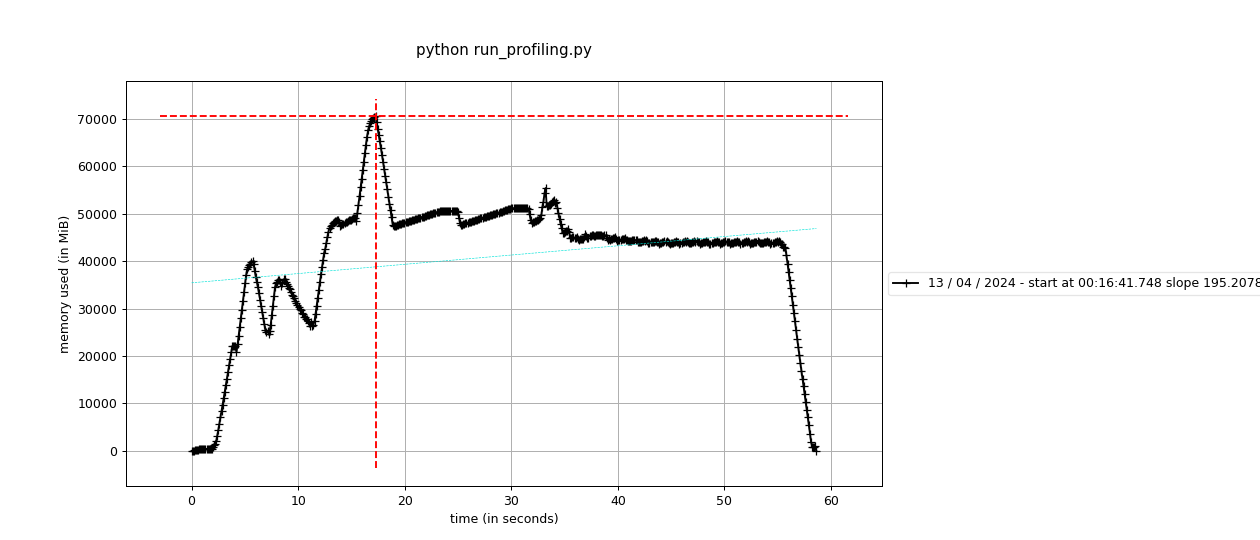 python run_profiling.py
memory used (in MiB)
70000
60000
50000
40000
30000
20000
10000
0
0 10 20 30 40 50 60
time (in seconds)
13 / 04 / 2024 - start at 00:16:41.748 slope 195.2078